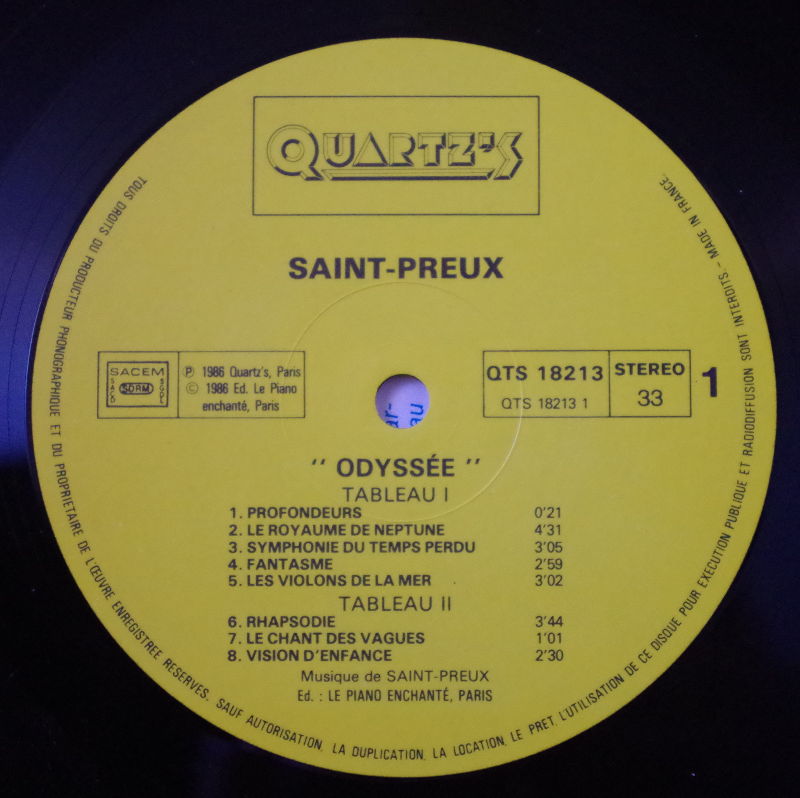 QUARTZ'S
SAINT-PREUX
SACEM
SACD
SDRM
SGDL
Ⓟ 1986 Quartz's, Paris
© 1986 Ed. Le Piano
enchanté, Paris
QTS 18213
QTS 18213 1
STEREO
33
1
" ODYSSÉE "
TABLEAU I
1. PROFONDEURS 0'21
2. LE ROYAUME DE NEPTUNE 4'31
3. SYMPHONIE DU TEMPS PERDU 3'05
4. FANTASME 2'59
5. LES VIOLONS DE LA MER 3'02
TABLEAU II
6. RHAPSODIE 3'44
7. LE CHANT DES VAGUES 1'01
8. VISION D'ENFANCE 2'30
Musique de SAINT-PREUX
Ed. : LE PIANO ENCHANTÉ, PARIS
TOUS DROITS DU PRODUCTEUR PHONOGRAPHIQUE ET DU PROPRIETAIRE DE L'ŒUVRE ENREGISTREE RESERVES. SAUF AUTORISATION, LA DUPLICATION, LA LOCATION, LE PRET, L'UTILISATION DE CE DISQUE POUR EXECUTION PUBLIQUE ET RADIODIFFUSION SONT INTERDITS. - MADE IN FRANCE.
ar-
au